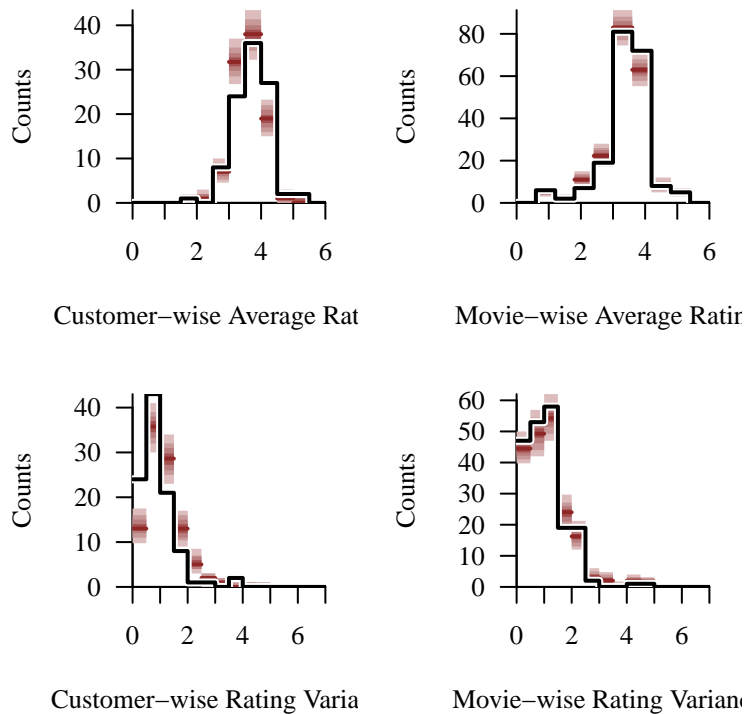 Counts
40
30
20
10
0
0 2 4 6
Customer−wise Average Rat
Counts
80
60
40
20
0
0 2 4 6
Movie−wise Average Ratin
Counts
40
30
20
10
0
0 2 4 6
Customer−wise Rating Varia
Counts
60
50
40
30
20
10
0
0 2 4 6
Movie−wise Rating Varianc